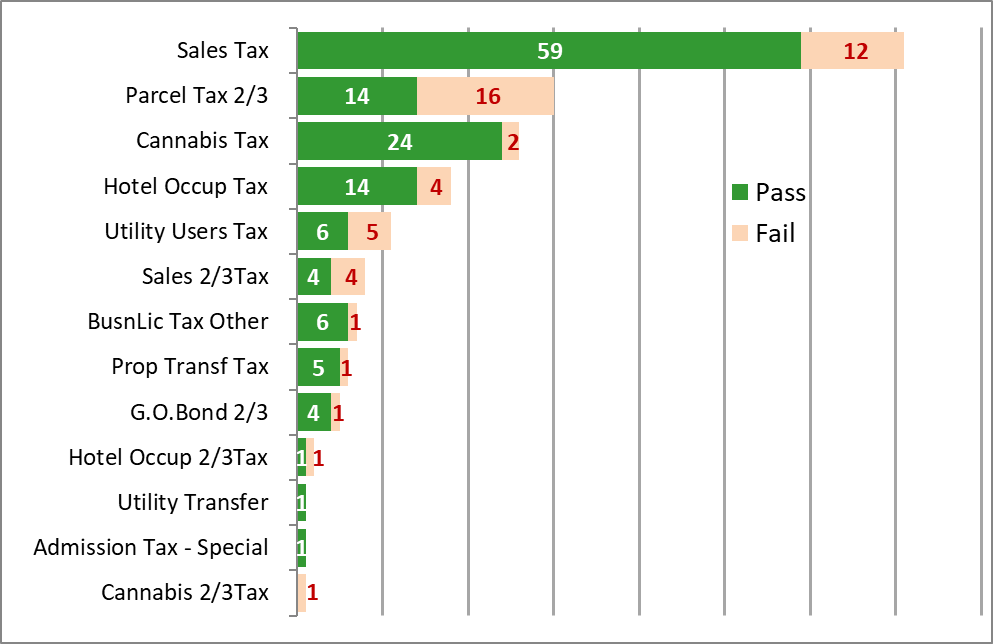 Sales Tax 59 12
Parcel Tax 2/3 14 16
Cannabis Tax 24 2
Hotel Occup Tax 14 4
Pass
Utility Users Tax 6 5
Fail
Sales 2/3Tax 4 4
BusnLic Tax Other 6 1
Prop Transf Tax 5 1
G.O.Bond 2/3 4 1
Hotel Occup 2/3Tax 1 1
Utility Transfer 1
Admission Tax - Special 1
Cannabis 2/3Tax 1